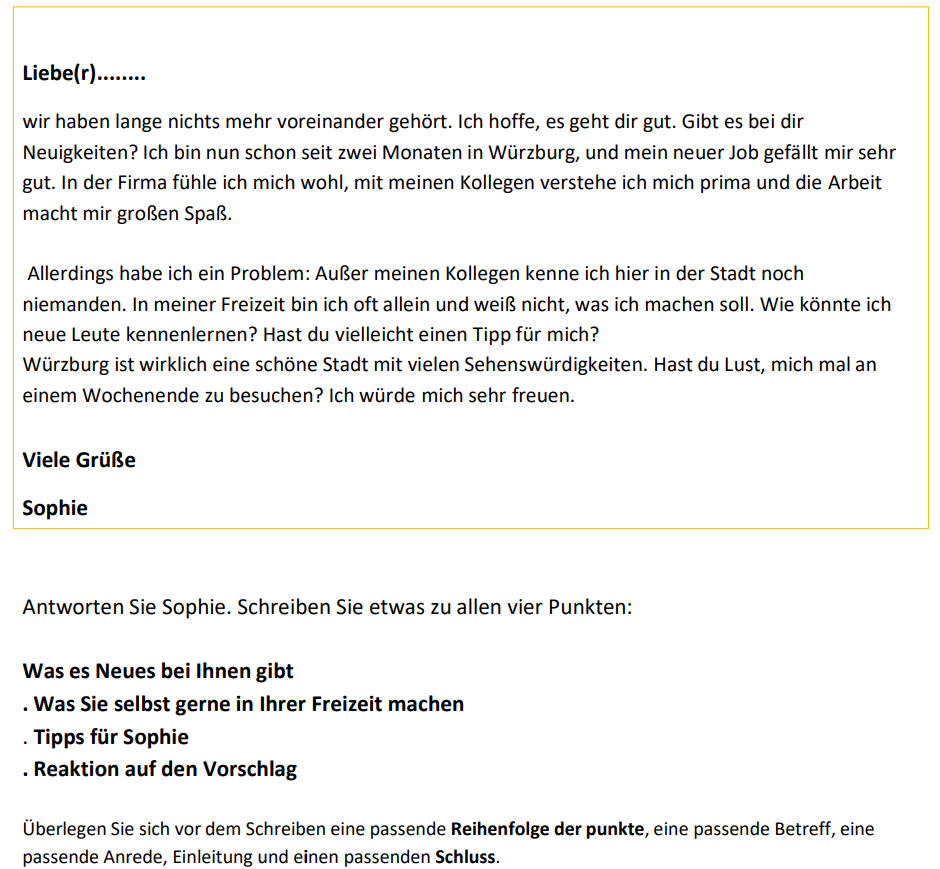 Liebe(r)........
wir haben lange nichts mehr voreinander gehört. Ich hoffe, es geht dir gut. Gibt es bei dir
Neuigkeiten? Ich bin nun schon seit zwei Monaten in Würzburg, und mein neuer Job gefällt mir sehr
gut. In der Firma fühle ich mich wohl, mit meinen Kollegen verstehe ich mich prima und die Arbeit
macht mir großen Spaß.
Allerdings habe ich ein Problem: Außer meinen Kollegen kenne ich hier in der Stadt noch
niemanden. In meiner Freizeit bin ich oft allein und weiß nicht, was ich machen soll. Wie könnte ich
neue Leute kennenlernen? Hast du vielleicht einen Tipp für mich?
Würzburg ist wirklich eine schöne Stadt mit vielen Sehenswürdigkeiten. Hast du Lust, mich mal an
einem Wochenende zu besuchen? Ich würde mich sehr freuen.
Viele Grüße
Sophie
Antworten Sie Sophie. Schreiben Sie etwas zu allen vier Punkten:
Was es Neues bei Ihnen gibt
. Was Sie selbst gerne in Ihrer Freizeit machen
. Tipps für Sophie
. Reaktion auf den Vorschlag
Überlegen Sie sich vor dem Schreiben eine passende Reihenfolge der punkte, eine passende Betreff, eine
passende Anrede, Einleitung und einen passenden Schluss.